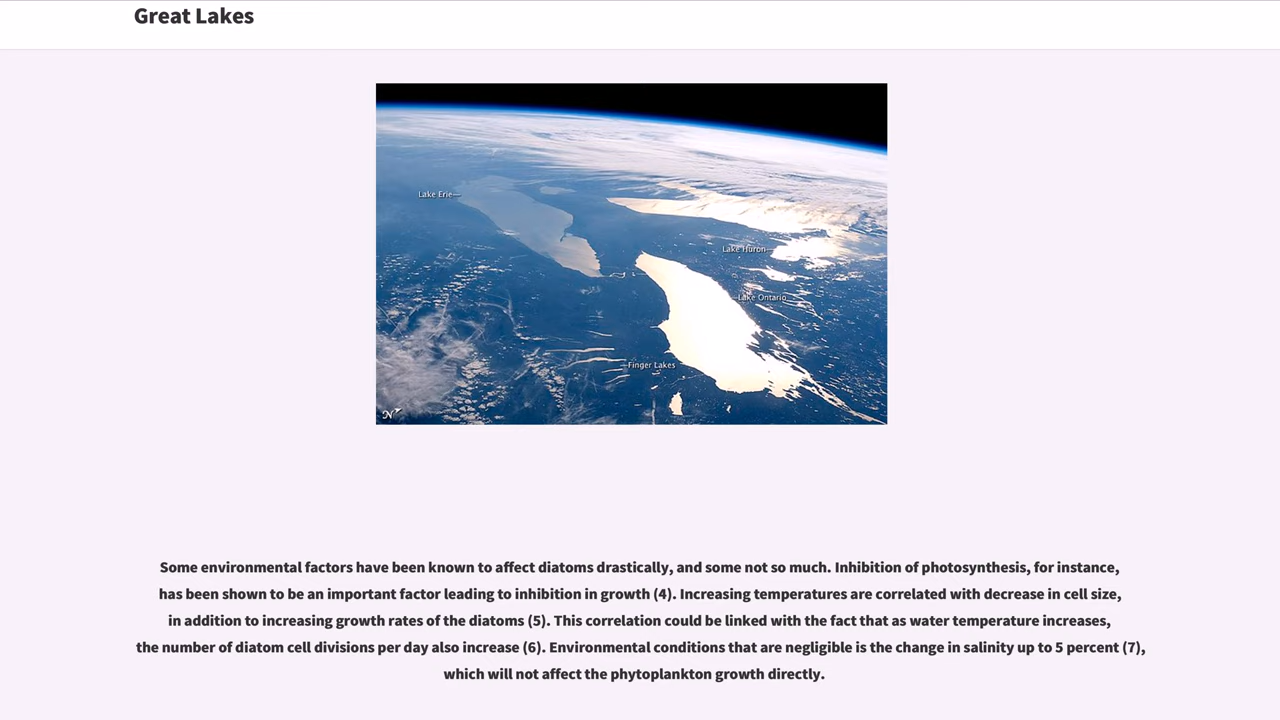 Great Lakes
Lake Erie
Lake Huron
Lake Ontario
Finger Lakes
N
Some environmental factors have been known to affect diatoms drastically, and some not so much. Inhibition of photosynthesis, for instance,
has been shown to be an important factor leading to inhibition in growth (4). Increasing temperatures are correlated with decrease in cell size,
in addition to increasing growth rates of the diatoms (5). This correlation could be linked with the fact that as water temperature increases,
the number of diatom cell divisions per day also increase (6). Environmental conditions that are negligible is the change in salinity up to 5 percent (7),
which will not affect the phytoplankton growth directly.